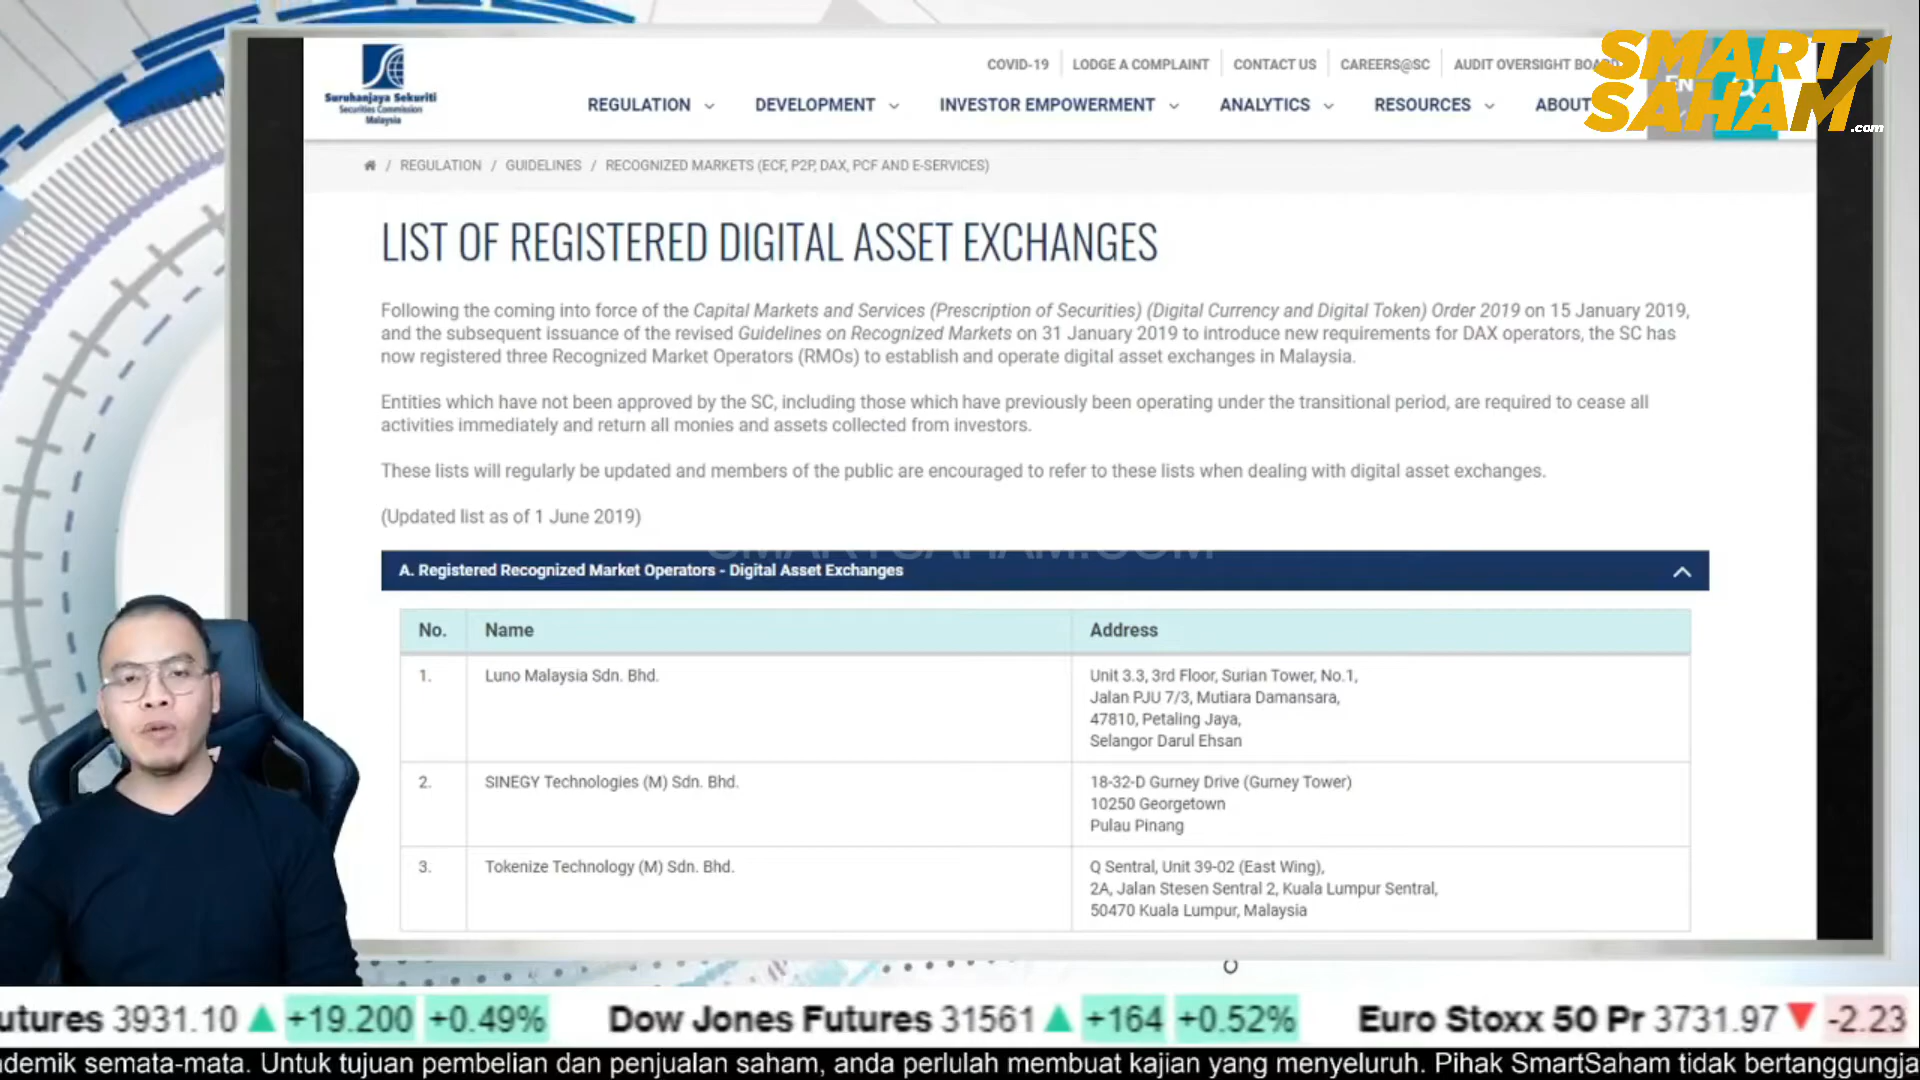 SMART
SAHAM
.com
Suruhanjaya Sekuriti
Securities Commission
Malaysia
COVID-19
LODGE A COMPLAINT
CONTACT US
CAREERS@SC
AUDIT OVERSIGHT
REGULATION
DEVELOPMENT
INVESTOR EMPOWERMENT
ANALYTICS
RESOURCES
ABOUT
/ REGULATION / GUIDELINES / RECOGNIZED MARKETS (ECF, P2P, DAX, PCF AND E-SERVICES)
LIST OF REGISTERED DIGITAL ASSET EXCHANGES
Following the coming into force of the Capital Markets and Services (Prescription of Securities) (Digital Currency and Digital Token) Order 2019 on 15 January 2019,
and the subsequent issuance of the revised Guidelines on Recognized Markets on 31 January 2019 to introduce new requirements for DAX operators, the SC has
now registered three Recognized Market Operators (RMOs) to establish and operate digital asset exchanges in Malaysia.
Entities which have not been approved by the SC, including those which have previously been operating under the transitional period, are required to cease all
activities immediately and return all monies and assets collected from investors.
These lists will regularly be updated and members of the public are encouraged to refer to these lists when dealing with digital asset exchanges.
(Updated list as of 1 June 2019)
SMARTSAHAM.COM
A. Registered Recognized Market Operators - Digital Asset Exchanges
No. Name Address
1. Luno Malaysia Sdn. Bhd. Unit 3.3, 3rd Floor, Surian Tower, No.1,
Jalan PJU 7/3, Mutiara Damansara,
47810, Petaling Jaya,
Selangor Darul Ehsan
2. SINEGY Technologies (M) Sdn. Bhd. 18-32-D Gurney Drive (Gurney Tower)
10250 Georgetown
Pulau Pinang
3. Tokenize Technology (M) Sdn. Bhd. Q Sentral, Unit 39-02 (East Wing),
2A, Jalan Stesen Sentral 2, Kuala Lumpur Sentral,
50470 Kuala Lumpur, Malaysia
utures 3931.10 +19.200 +0.49% Dow Jones Futures 31561 +164 +0.52% Euro Stoxx 50 Pr 3731.97 -2.23
demik semata-mata. Untuk tujuan pembelian dan penjualan saham, anda perlulah membuat kajian yang menyeluruh. Pihak SmartSaham tidak bertanggungja